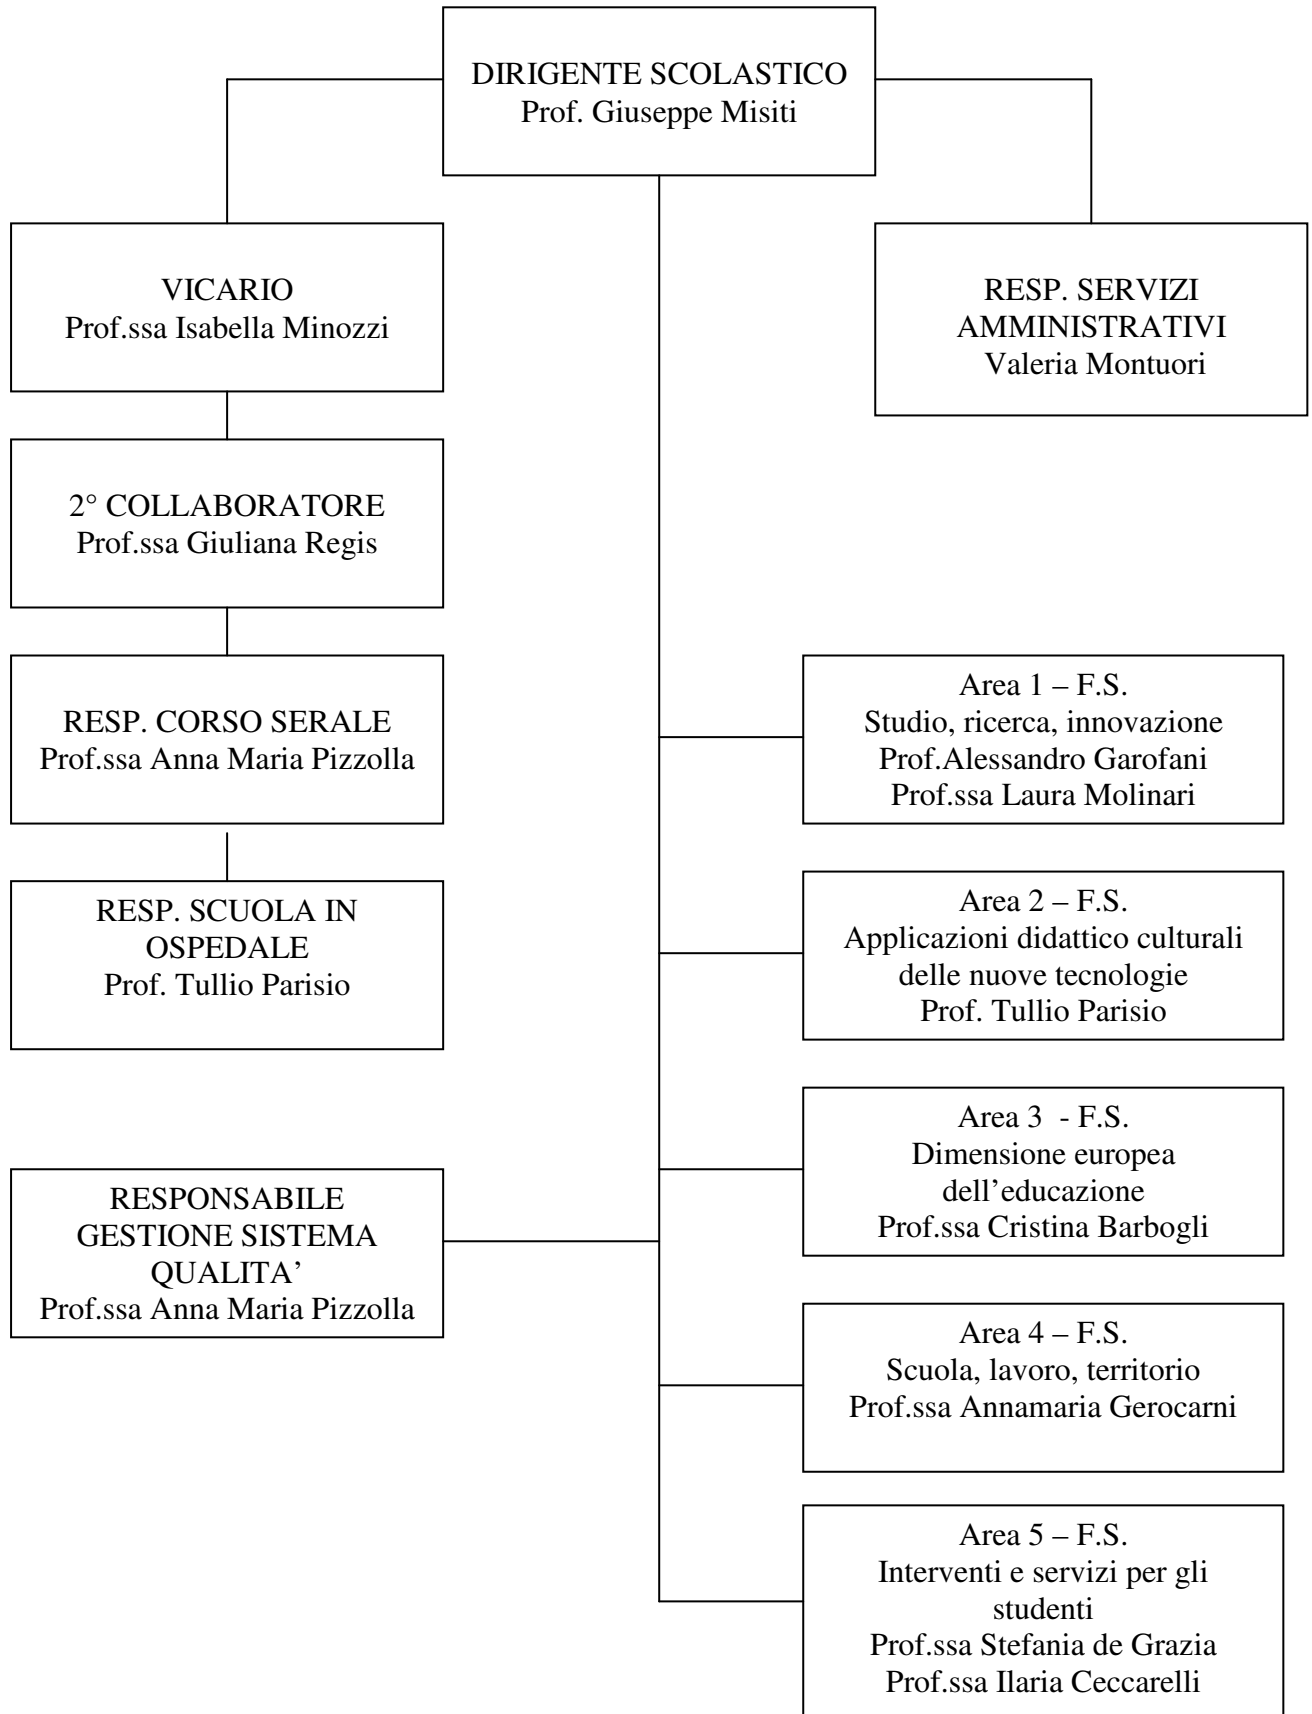 DIRIGENTE SCOLASTICO
Prof. Giuseppe Misiti
VICARIO
Prof.ssa Isabella Minozzi
RESP. SERVIZI
AMMINISTRATIVI
Valeria Montuori
2° COLLABORATORE
Prof.ssa Giuliana Regis
RESP. CORSO SERALE
Prof.ssa Anna Maria Pizzolla
RESP. SCUOLA IN
OSPEDALE
Prof. Tullio Parisio
RESPONSABILE
GESTIONE SISTEMA
QUALITA’
Prof.ssa Anna Maria Pizzolla
Area 1 – F.S.
Studio, ricerca, innovazione
Prof.Alessandro Garofani
Prof.ssa Laura Molinari
Area 2 – F.S.
Applicazioni didattico culturali
delle nuove tecnologie
Prof. Tullio Parisio
Area 3  - F.S.
Dimensione europea
dell’educazione
Prof.ssa Cristina Barbogli
Area 4 – F.S.
Scuola, lavoro, territorio
Prof.ssa Annamaria Gerocarni
Area 5 – F.S.
Interventi e servizi per gli
studenti
Prof.ssa Stefania de Grazia
Prof.ssa Ilaria Ceccarelli